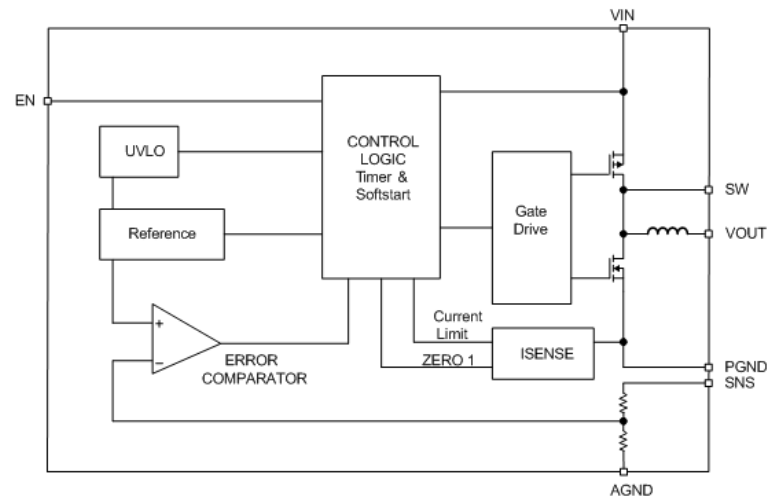 VIN
EN
UVLO
CONTROL
LOGIC
Timer &
Softstart
SW
Reference
Gate
Drive
VOUT
+
−
Current
Limit
ISENSE
ZERO 1
ERROR
COMPARATOR
PGND
SNS
AGND